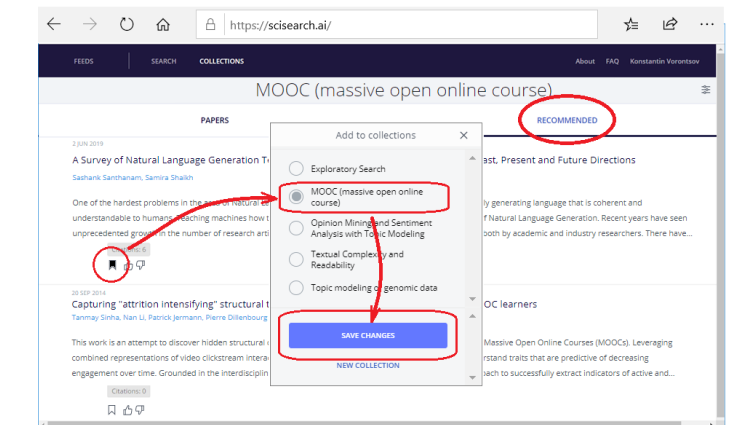 https://scisearch.ai/
FEEDS SEARCH COLLECTIONS About FAQ Konstantin Vorontsov
MOOC (massive open online course)
PAPERS RECOMMENDED
2 JUN 2019
A Survey of Natural Language Generation ast, Present and Future Directions
Sashank Santhanam, Samira Shaikh
One of the hardest problems in the area of Natural ly generating language that is coherent and
understandable to humans. Teaching machines how f Natural Language Generation. Recent years have seen
unprecedented growth in the number of research arti both by academic and industry researchers. There have...
Citations: 6
Add to collections
Exploratory Search
MOOC (massive open online
course)
Opinion Mining and Sentiment
Analysis with Topic Modeling
Textual Complexity and
Readability
Topic modeling of genomic data
SAVE CHANGES
NEW COLLECTION
20 SEP 2014
Capturing "attrition intensifying" structural t OC learners
Tanmay Sinha, Nan Li, Patrick Jermann, Pierre Dillenbourg
This work is an attempt to discover hidden structural Massive Open Online Courses (MOOCs). Leveraging
combined representations of video clickstream intera rstand traits that are predictive of decreasing
engagement over time. Grounded in the interdisciplin ach to successfully extract indicators of active and...
Citations: 0